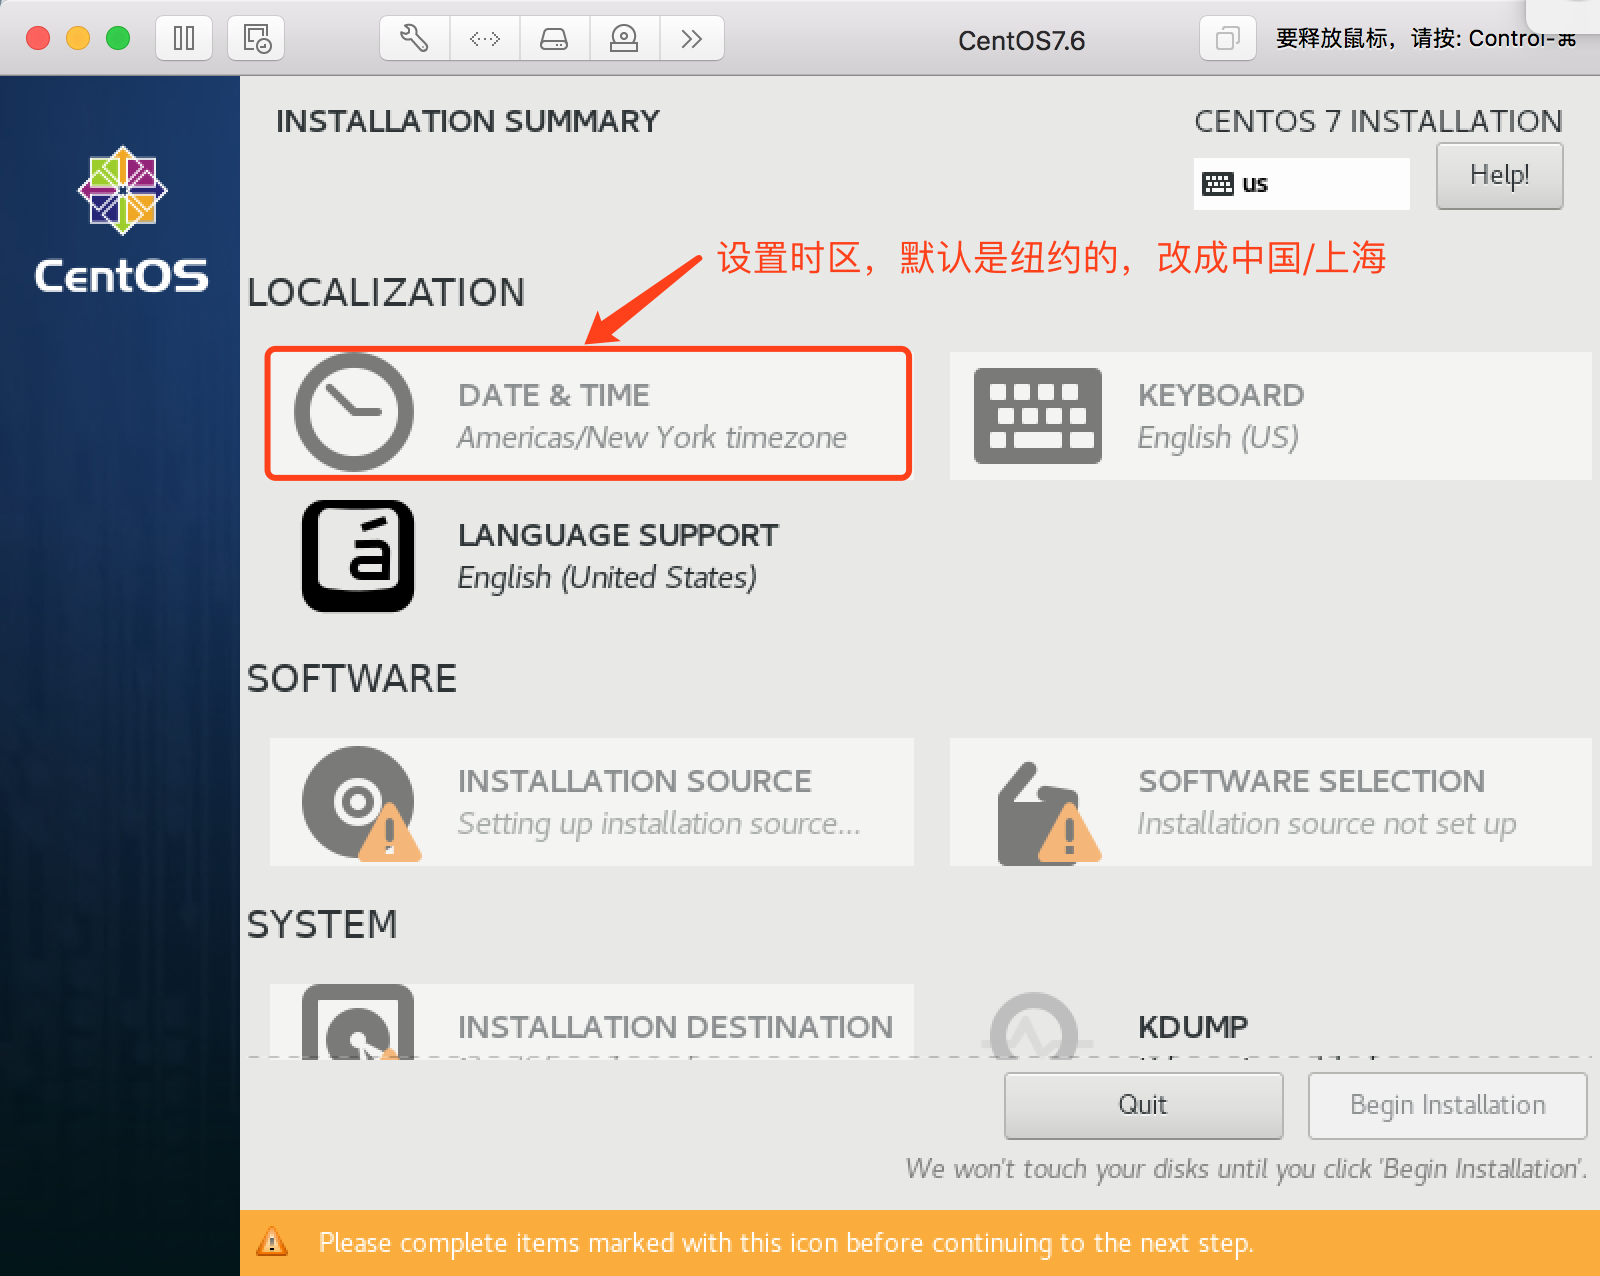 CentOS7.6
要释放鼠标，请按: Control-⌘
INSTALLATION SUMMARY
CENTOS 7 INSTALLATION
us
Help!
CentOS
设置时区，默认是纽约的，改成中国/上海
LOCALIZATION
DATE & TIME
Americas/New York timezone
KEYBOARD
English (US)
á
LANGUAGE SUPPORT
English (United States)
SOFTWARE
INSTALLATION SOURCE
Setting up installation source...
SOFTWARE SELECTION
Installation source not set up
SYSTEM
INSTALLATION DESTINATION
KDUMP
Quit
Begin Installation
We won't touch your disks until you click 'Begin Installation'.
Please complete items marked with this icon before continuing to the next step.